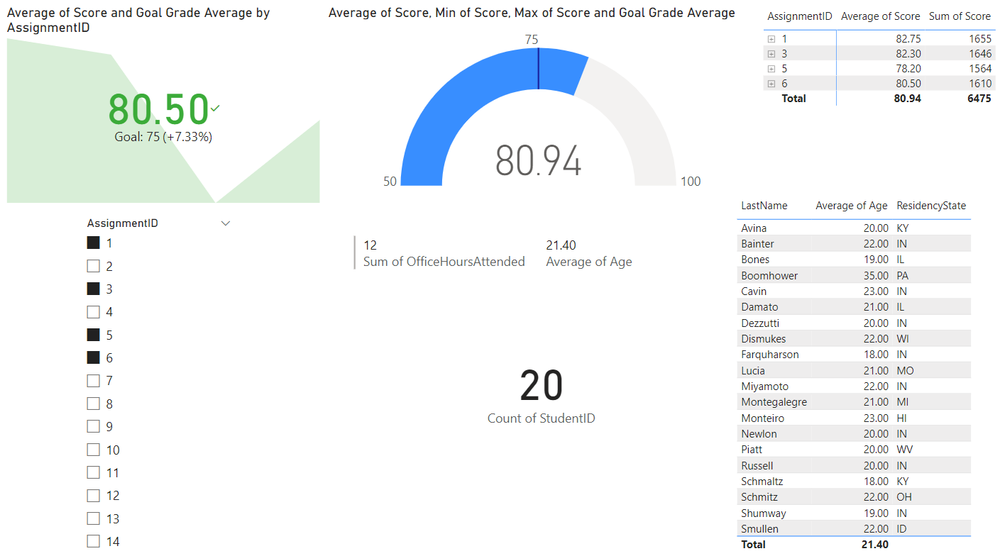 Average of Score and Goal Grade Average by
AssignmentID
80.50
Goal: 75 (+7.33%)
Average of Score, Min of Score, Max of Score and Goal Grade Average
75
80.94
50
100
AssignmentID Average of Score Sum of Score
1 82.75 1655
3 82.30 1646
5 78.20 1564
6 80.50 1610
Total 80.94 6475
AssignmentID
1
2
3
4
5
6
7
8
9
10
11
12
13
14
12
Sum of OfficeHoursAttended
21.40
Average of Age
20
Count of StudentID
LastName Average of Age ResidencyState
Avina 20.00 KY
Bainter 22.00 IN
Bones 19.00 IL
Boomhower 35.00 PA
Cavin 23.00 IN
Damato 21.00 IL
Dezzutti 20.00 IN
Dismukes 22.00 WI
Farquharson 18.00 IN
Lucia 21.00 MO
Miyamoto 22.00 IN
Montegalegre 21.00 MI
Monteiro 23.00 HI
Newlon 20.00 IN
Piatt 20.00 WV
Russell 20.00 IN
Schmaltz 18.00 KY
Schmitz 22.00 OH
Shumway 19.00 IN
Smullen 22.00 ID
Total 21.40